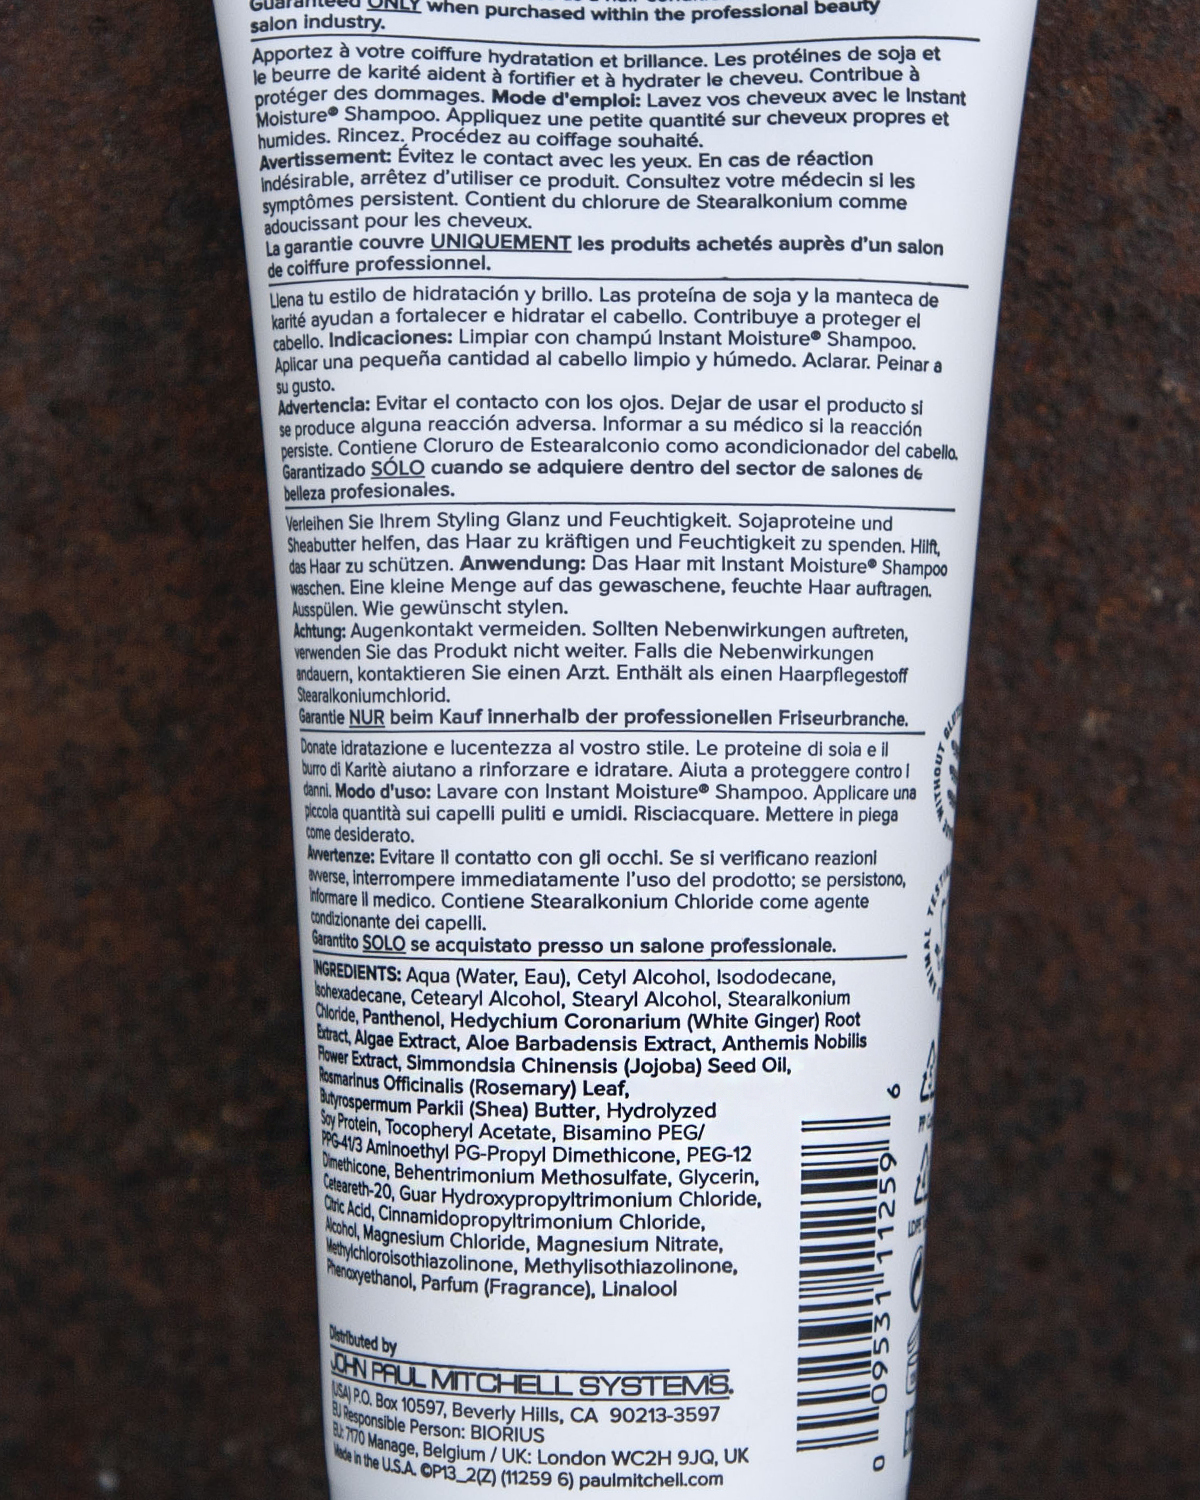 Guaranteed ONLY when purchased within the professional beauty
salon industry.
Apportez à votre coiffure hydratation et brillance. Les protéines de soja et
le beurre de karité aident à fortifier et à hydrater le cheveu. Contribue à
protéger des dommages. Mode d'emploi: Lavez vos cheveux avec le Instant
Moisture® Shampoo. Appliquez une petite quantité sur cheveux propres et
humides. Rincez. Procédez au coiffage souhaité.
Avertissement: Évitez le contact avec les yeux. En cas de réaction
indésirable, arrêtez d'utiliser ce produit. Consultez votre médecin si les
symptômes persistent. Contient du chlorure de Stearalkonium comme
adoucissant pour les cheveux.
La garantie couvre UNIQUEMENT les produits achetés auprès d'un salon
de coiffure professionnel.
Llena tu estilo de hidratación y brillo. Las proteína de soja y la manteca de
karité ayudan a fortalecer e hidratar el cabello. Contribuye a proteger el
cabello. Indicaciones: Limpiar con champú Instant Moisture® Shampoo.
Aplicar una pequeña cantidad al cabello limpio y húmedo. Aclarar. Peinar a
su gusto.
Advertencia: Evitar el contacto con los ojos. Dejar de usar el producto si
se produce alguna reacción adversa. Informar a su médico si la reacción
persiste. Contiene Cloruro de Estearalconio como acondicionador del cabello.
Garantizado SÓLO cuando se adquiere dentro del sector de salones de
belleza profesionales.
Verleihen Sie Ihrem Styling Glanz und Feuchtigkeit. Sojaproteine und
Sheabutter helfen, das Haar zu kräftigen und Feuchtigkeit zu spenden. Hilft,
das Haar zu schützen. Anwendung: Das Haar mit Instant Moisture® Shampoo
waschen. Eine kleine Menge auf das gewaschene, feuchte Haar auftragen.
Ausspülen. Wie gewünscht stylen.
Achtung: Augenkontakt vermeiden. Sollten Nebenwirkungen auftreten,
verwenden Sie das Produkt nicht weiter. Falls die Nebenwirkungen
andauern, kontaktieren Sie einen Arzt. Enthält als einen Haarpflegestoff
Stearalkoniumchlorid.
Garantie NUR beim Kauf innerhalb der professionellen Friseurbranche.
Donate idratazione e lucentezza al vostro stile. Le proteine di soia e il
burro di Karitè aiutano a rinforzare e idratare. Aiuta a proteggere contro i
danni. Modo d'uso: Lavare con Instant Moisture® Shampoo. Applicare una
piccola quantità sui capelli puliti e umidi. Risciacquare. Mettere in piega
come desiderato.
Avvertenze: Evitare il contatto con gli occhi. Se si verificano reazioni
avverse, interrompere immediatamente l'uso del prodotto; se persistono,
informare il medico. Contiene Stearalkonium Chloride come agente
condizionante dei capelli.
Garantito SOLO se acquistato presso un salone professionale.
INGREDIENTS: Aqua (Water, Eau), Cetyl Alcohol, Isododecane,
Isohexadecane, Cetearyl Alcohol, Stearyl Alcohol, Stearalkonium
Chloride, Panthenol, Hedychium Coronarium (White Ginger) Root
Extract, Algae Extract, Aloe Barbadensis Extract, Anthemis Nobilis
Flower Extract, Simmondsia Chinensis (Jojoba) Seed Oil,
Rosmarinus Officinalis (Rosemary) Leaf,
Butyrospermum Parkii (Shea) Butter, Hydrolyzed
Soy Protein, Tocopheryl Acetate, Bisamino PEG/
PPG-41/3 Aminoethyl PG-Propyl Dimethicone, PEG-12
Dimethicone, Behentrimonium Methosulfate, Glycerin,
Ceteareth-20, Guar Hydroxypropyltrimonium Chloride,
Citric Acid, Cinnamidopropyltrimonium Chloride,
Alcohol, Magnesium Chloride, Magnesium Nitrate,
Methylchloroisothiazolinone, Methylisothiazolinone,
Phenoxyethanol, Parfum (Fragrance), Linalool
Distributed by
JOHN PAUL MITCHELL SYSTEMS.
(USA) P.O. Box 10597, Beverly Hills, CA 90213-3597
EU Responsible Person: BIORIUS
EU: 7170 Manage, Belgium / UK: London WC2H 9JQ, UK
Made in the U.S.A. ©P13_2(Z) (11259 6) paulmitchell.com
0 09531 11259 6
WITHOUT
ANIMAL
PP
LDPE